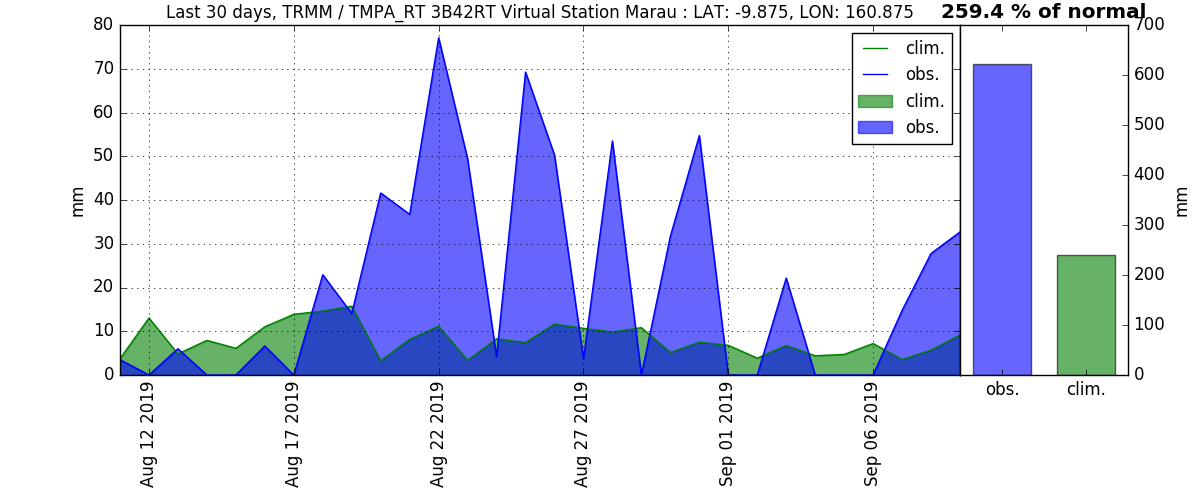 Last 30 days, TRMM / TMPA_RT 3B42RT Virtual Station Marau : LAT: -9.875, LON: 160.875
259.4 % of normal
80
70
60
50
40
30
20
10
0
mm
clim.
obs.
clim.
obs.
700
600
500
400
300
200
100
0
mm
Aug 12 2019
Aug 17 2019
Aug 22 2019
Aug 27 2019
Sep 01 2019
Sep 06 2019
obs.
clim.